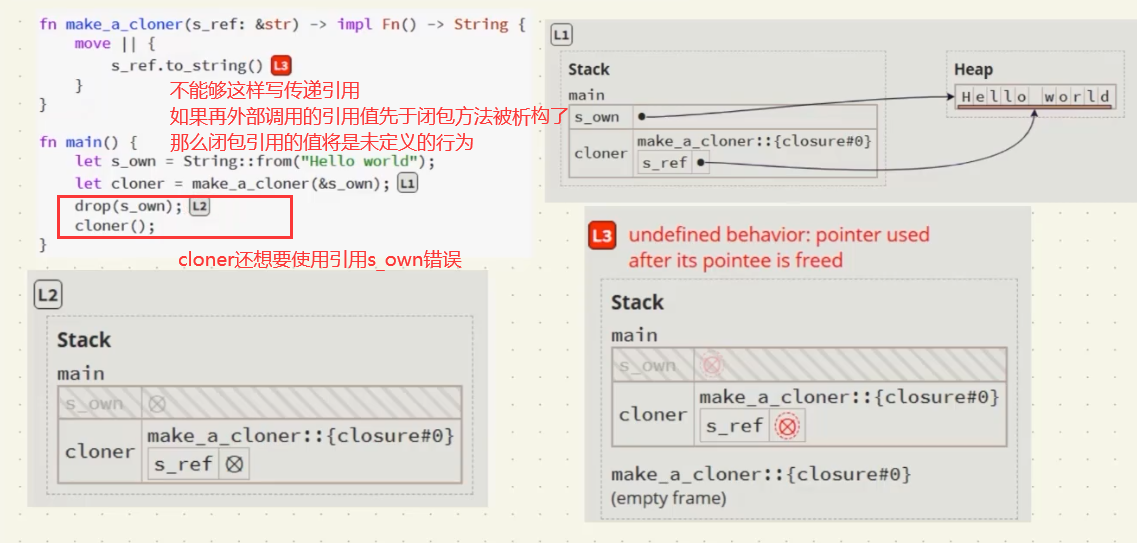 fn make_a_cloner(s_ref: &str) -> impl Fn() -> String {
move || {
s_ref.to_string() L3
}
}
不能够这样写传递引用
如果再外部调用的引用值先于闭包方法被析构了
那么闭包引用的值将是未定义的行为
fn main() {
let s_own = String::from("Hello world");
let cloner = make_a_cloner(&s_own); L1
drop(s_own); L2
cloner();
}
cloner还想要使用引用s_own错误
L1
Stack
main
s_own
cloner
make_a_cloner::{closure#0}
s_ref
Heap
Hello world
L2
Stack
main
s_own
cloner
make_a_cloner::{closure#0}
s_ref
L3 undefined behavior: pointer used
after its pointee is freed
Stack
main
s_own
cloner
make_a_cloner::{closure#0}
s_ref
make_a_cloner::{closure#0}
(empty frame)